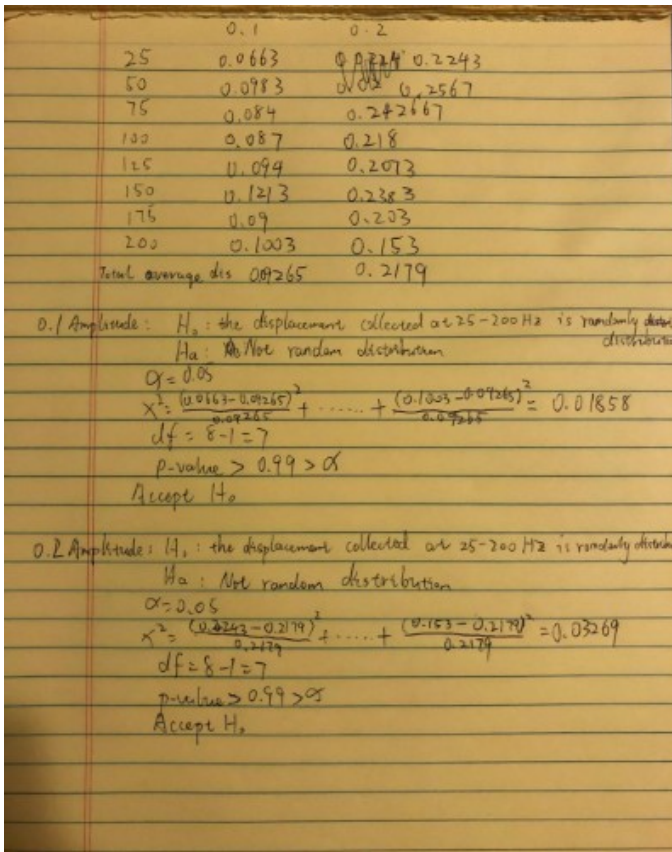 0.1 0.2
25 0.0663 0.2243
50 0.0983 0.2567
75 0.084 0.242667
100 0.087 0.218
125 0.094 0.2073
150 0.1213 0.2383
175 0.09 0.203
200 0.1003 0.153
Total average dis 0.09265 0.2179
0.1 Amplitude: H₀: the displacement collected at 25-200 Hz is randomly
distribution
Ha: Not random distribution
α=0.05
x²= (0.0663-0.09265)²/0.09265 + ...... + (0.1003-0.09265)²/0.09265 = 0.01858
df = 8-1=7
p-value > 0.99 > α
Accept H₀
0.2 Amplitude: H₀: the displacement collected at 25-200 Hz is randomly
Ha: Not random distribution
α=0.05
x²= (0.2243-0.2179)²/0.2179 + ...... + (0.153-0.2179)²/0.2179 =0.03269
df=8-1=7
p-value > 0.99 > α
Accept H₀